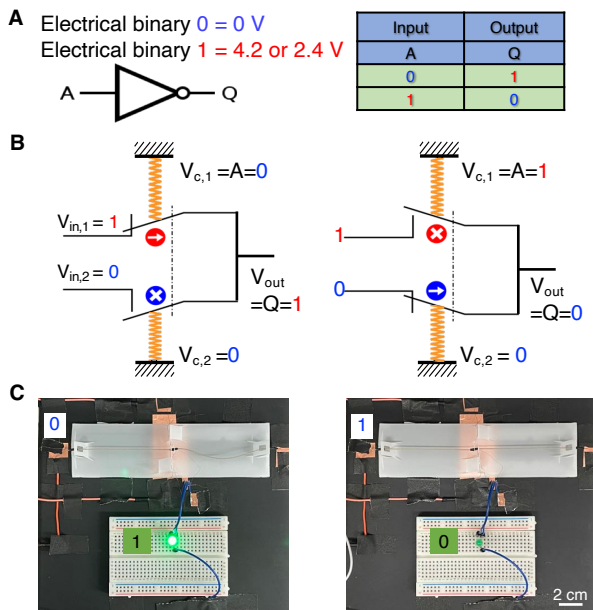 A
Electrical binary 0 = 0 V
Electrical binary 1 = 4.2 or 2.4 V
A Q
Input Output
A Q
0 1
1 0
B
V_c,1 =A=0
V_in,1 = 1
V_in,2 = 0
V_out
=Q=1
V_c,2 =0
V_c,1 =A=1
1
0
V_out
=Q=0
V_c,2 = 0
C
0
1
1
0
2 cm